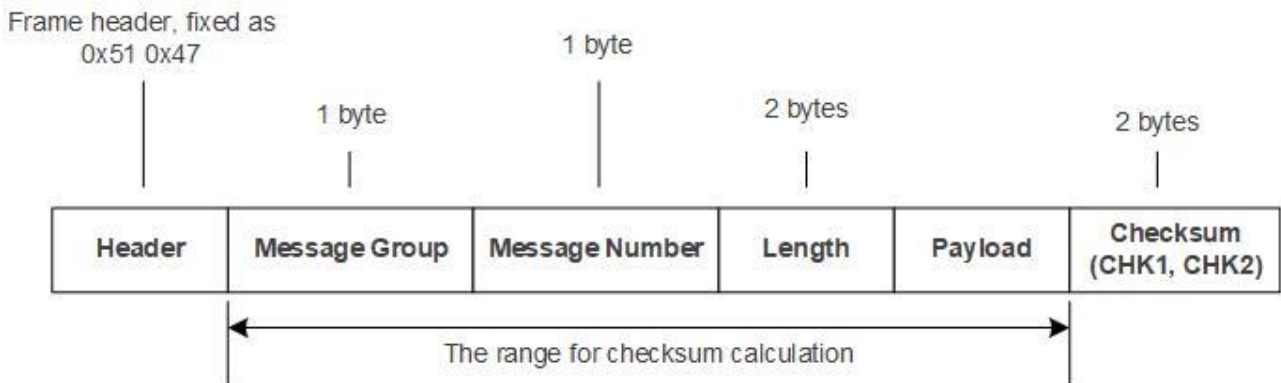 Frame header, fixed as
0x51 0x47
1 byte
1 byte
2 bytes
2 bytes
Header
Message Group
Message Number
Length
Payload
Checksum
(CHK1, CHK2)
The range for checksum calculation